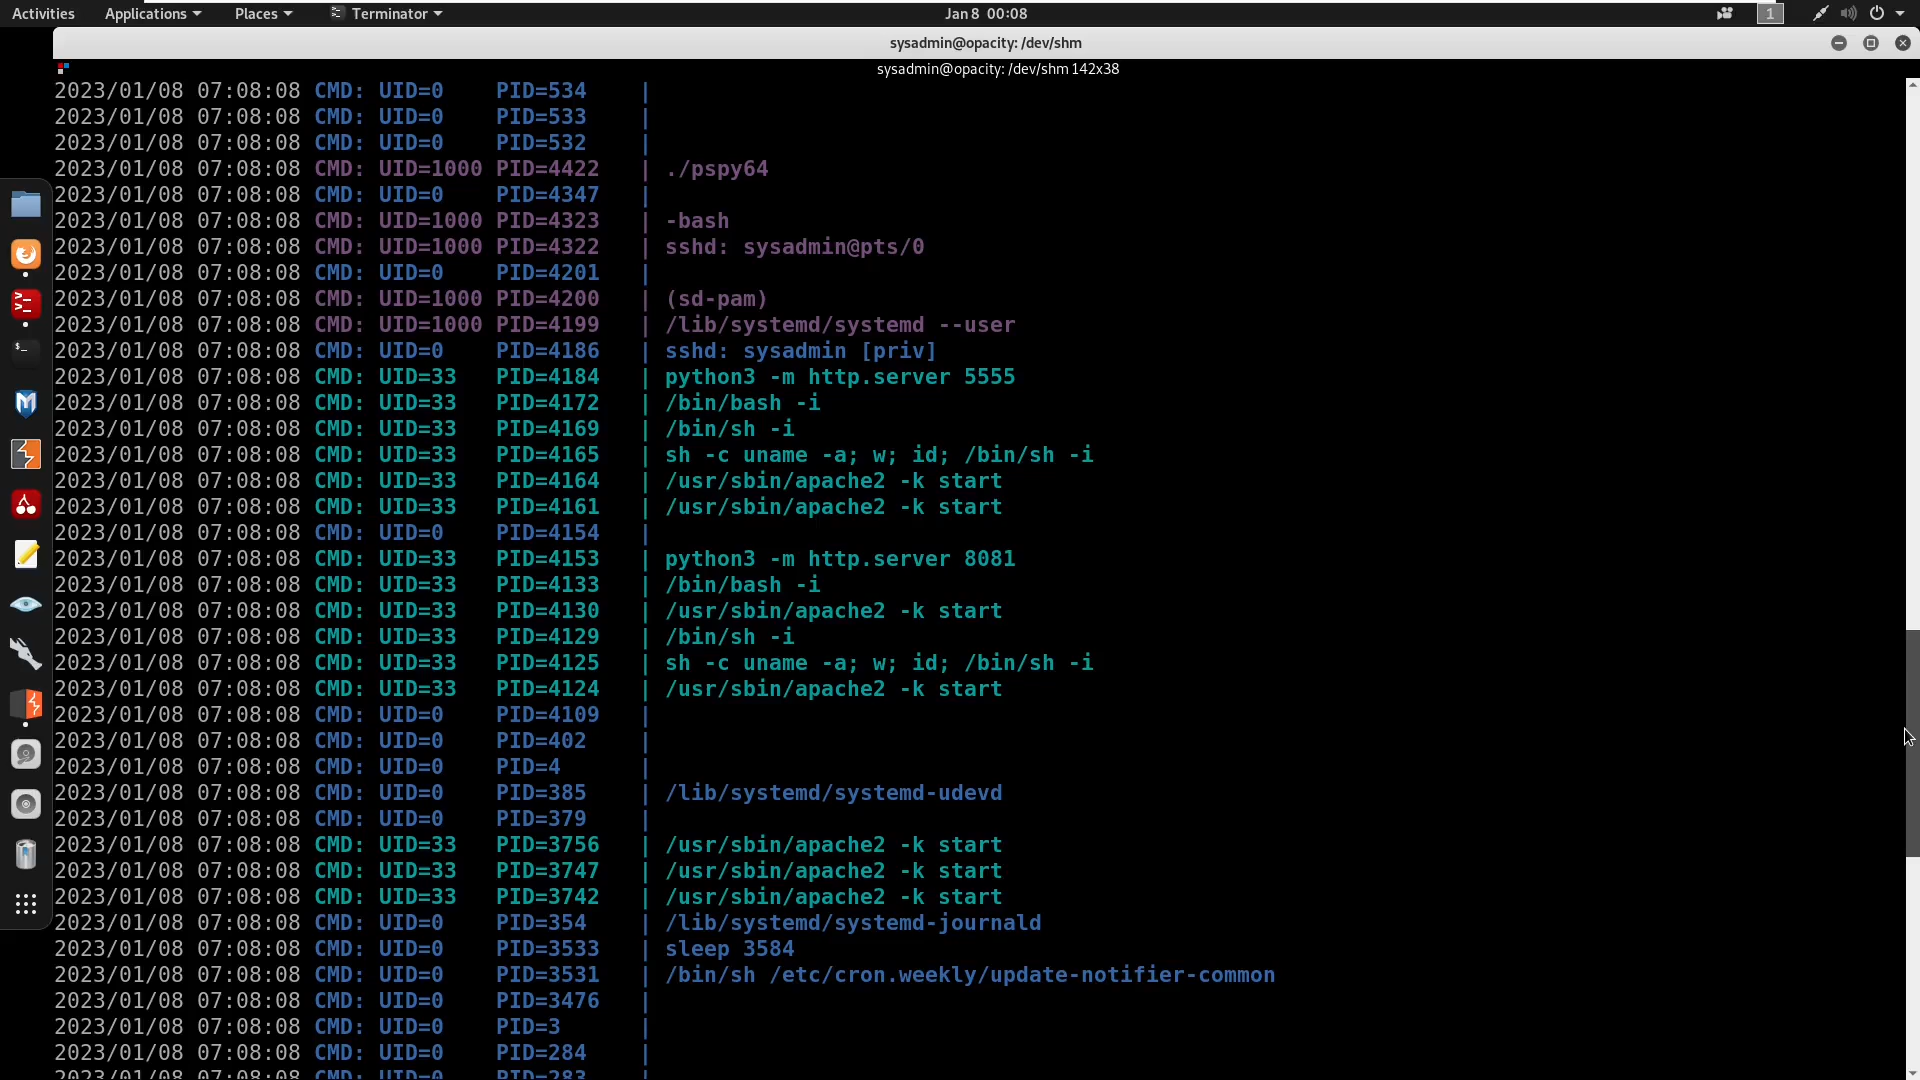 Activities Applications Places Terminator Jan 8 00:08 1
sysadmin@opacity: /dev/shm
sysadmin@opacity: /dev/shm 142x38
2023/01/08 07:08:08 CMD: UID=0 PID=534 |
2023/01/08 07:08:08 CMD: UID=0 PID=533 |
2023/01/08 07:08:08 CMD: UID=0 PID=532 |
2023/01/08 07:08:08 CMD: UID=1000 PID=4422 | ./pspy64
2023/01/08 07:08:08 CMD: UID=0 PID=4347 |
2023/01/08 07:08:08 CMD: UID=1000 PID=4323 | -bash
2023/01/08 07:08:08 CMD: UID=1000 PID=4322 | sshd: sysadmin@pts/0
2023/01/08 07:08:08 CMD: UID=0 PID=4201 |
2023/01/08 07:08:08 CMD: UID=1000 PID=4200 | (sd-pam)
2023/01/08 07:08:08 CMD: UID=1000 PID=4199 | /lib/systemd/systemd --user
2023/01/08 07:08:08 CMD: UID=0 PID=4186 | sshd: sysadmin [priv]
2023/01/08 07:08:08 CMD: UID=33 PID=4184 | python3 -m http.server 5555
2023/01/08 07:08:08 CMD: UID=33 PID=4172 | /bin/bash -i
2023/01/08 07:08:08 CMD: UID=33 PID=4169 | /bin/sh -i
2023/01/08 07:08:08 CMD: UID=33 PID=4165 | sh -c uname -a; w; id; /bin/sh -i
2023/01/08 07:08:08 CMD: UID=33 PID=4164 | /usr/sbin/apache2 -k start
2023/01/08 07:08:08 CMD: UID=33 PID=4161 | /usr/sbin/apache2 -k start
2023/01/08 07:08:08 CMD: UID=0 PID=4154 |
2023/01/08 07:08:08 CMD: UID=33 PID=4153 | python3 -m http.server 8081
2023/01/08 07:08:08 CMD: UID=33 PID=4133 | /bin/bash -i
2023/01/08 07:08:08 CMD: UID=33 PID=4130 | /usr/sbin/apache2 -k start
2023/01/08 07:08:08 CMD: UID=33 PID=4129 | /bin/sh -i
2023/01/08 07:08:08 CMD: UID=33 PID=4125 | sh -c uname -a; w; id; /bin/sh -i
2023/01/08 07:08:08 CMD: UID=33 PID=4124 | /usr/sbin/apache2 -k start
2023/01/08 07:08:08 CMD: UID=0 PID=4109 |
2023/01/08 07:08:08 CMD: UID=0 PID=402 |
2023/01/08 07:08:08 CMD: UID=0 PID=4 |
2023/01/08 07:08:08 CMD: UID=0 PID=385 | /lib/systemd/systemd-udevd
2023/01/08 07:08:08 CMD: UID=0 PID=379 |
2023/01/08 07:08:08 CMD: UID=33 PID=3756 | /usr/sbin/apache2 -k start
2023/01/08 07:08:08 CMD: UID=33 PID=3747 | /usr/sbin/apache2 -k start
2023/01/08 07:08:08 CMD: UID=33 PID=3742 | /usr/sbin/apache2 -k start
2023/01/08 07:08:08 CMD: UID=0 PID=354 | /lib/systemd/systemd-journald
2023/01/08 07:08:08 CMD: UID=0 PID=3533 | sleep 3584
2023/01/08 07:08:08 CMD: UID=0 PID=3531 | /bin/sh /etc/cron.weekly/update-notifier-common
2023/01/08 07:08:08 CMD: UID=0 PID=3476 |
2023/01/08 07:08:08 CMD: UID=0 PID=3 |
2023/01/08 07:08:08 CMD: UID=0 PID=284 |
2023/01/08 07:08:08 CMD: UID=0 PID=283 |